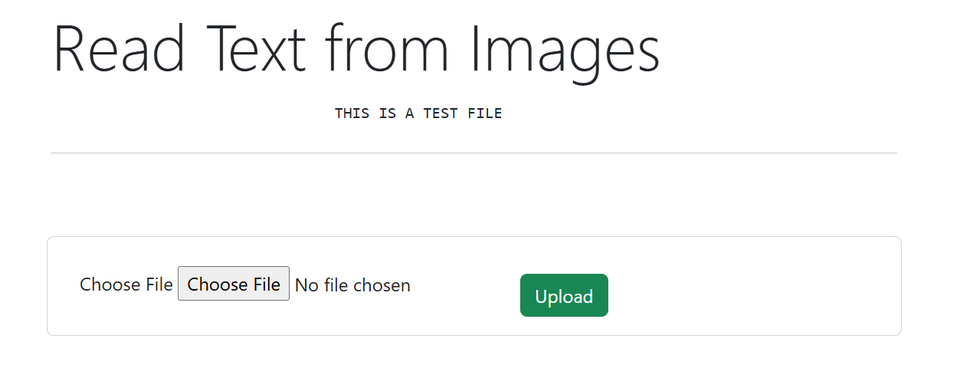 Read Text from Images
THIS IS A TEST FILE
Choose File Choose File No file chosen Upload